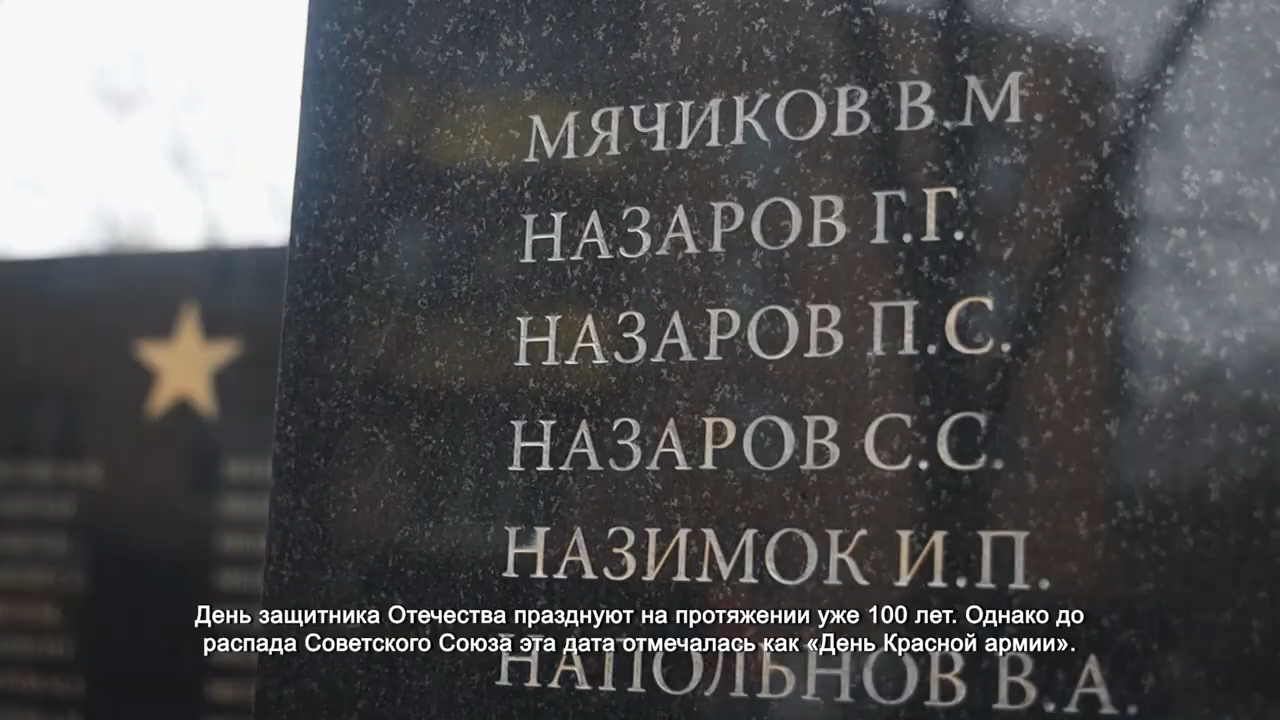 МЯЧИКОВ В.М.
НАЗАРОВ Г.Г.
НАЗАРОВ П.С.
НАЗАРОВ С.С.
НАЗИМОК И.П.
День защитника Отечества празднуют на протяжении уже 100 лет. Однако до
распада Советского Союза эта дата отмечалась как «День Красной армии».
НАПОЛЬНОВ В.А.